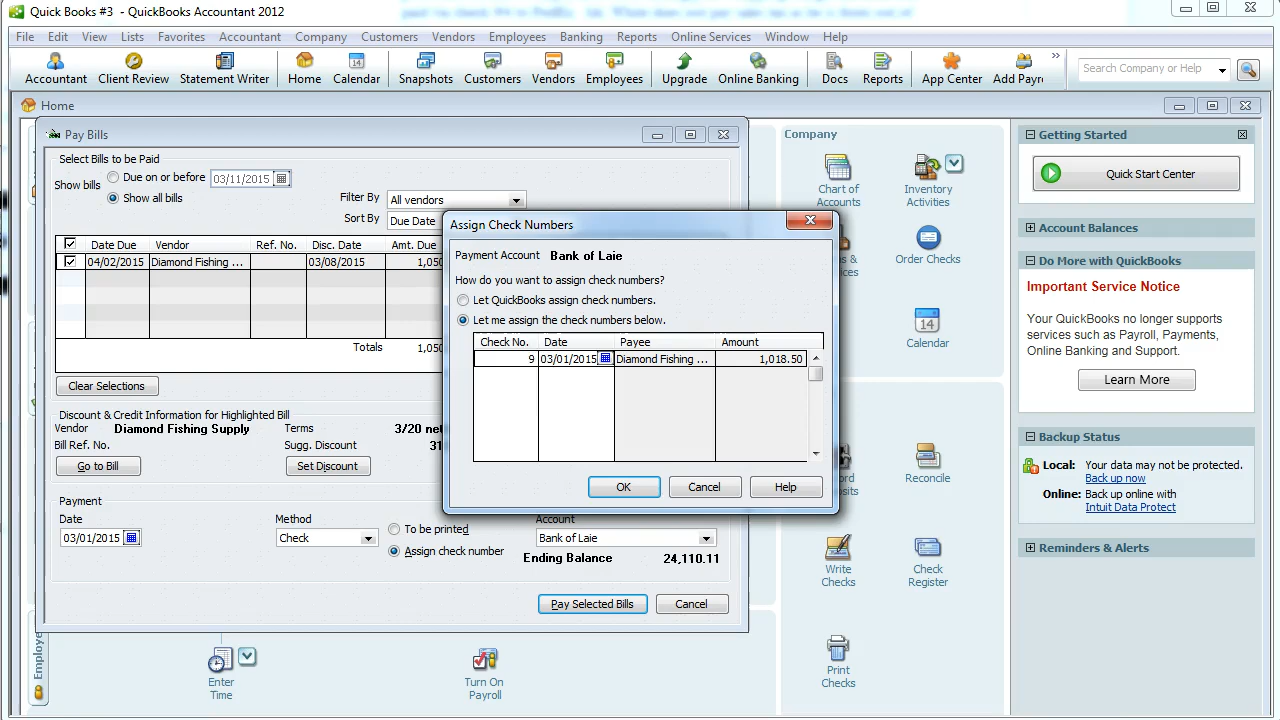 Quick Books #3 - QuickBooks Accountant 2012
File Edit View Lists Favorites Accountant Company Customers Vendors Employees Banking Reports Online Services Window Help
Accountant Client Review Statement Writer Home Calendar Snapshots Customers Vendors Employees Upgrade Online Banking Docs Reports App Center Add Payr »
Search Company or Help
14
Home
Pay Bills
Select Bills to be Paid
Show bills
Due on or before 03/11/2015
Show all bills
Filter By All vendors
Sort By Due Date
Date Due Vendor Ref. No. Disc. Date Amt. Due
04/02/2015 Diamond Fishing ... 03/08/2015 1,05
Totals 1,050
Clear Selections
Discount & Credit Information for Highlighted Bill
Vendor Diamond Fishing Supply Terms 3/20 net
Bill Ref. No. Sugg. Discount 31
Go to Bill Set Discount
Payment
Date Method Account
03/01/2015 Check
To be printed
Assign check number
Bank of Laie
Ending Balance 24,110.11
Pay Selected Bills Cancel
Assign Check Numbers
Payment Account Bank of Laie
How do you want to assign check numbers?
Let QuickBooks assign check numbers.
Let me assign the check numbers below.
Check No. Date Payee Amount
9 03/01/2015 Diamond Fishing ... 1,018.50
OK Cancel Help
Employe
Enter
Time
Turn On
Payroll
Company
Chart of
Accounts
Inventory
Activities
Order Checks
14
Calendar
Reconcile
Write
Checks
Check
Register
Print
Checks
Getting Started
Quick Start Center
Account Balances
Do More with QuickBooks
Important Service Notice
Your QuickBooks no longer supports
services such as Payroll, Payments,
Online Banking and Support.
Learn More
Backup Status
Local: Your data may not be protected.
Back up now
Online: Back up online with
Intuit Data Protect
Reminders & Alerts